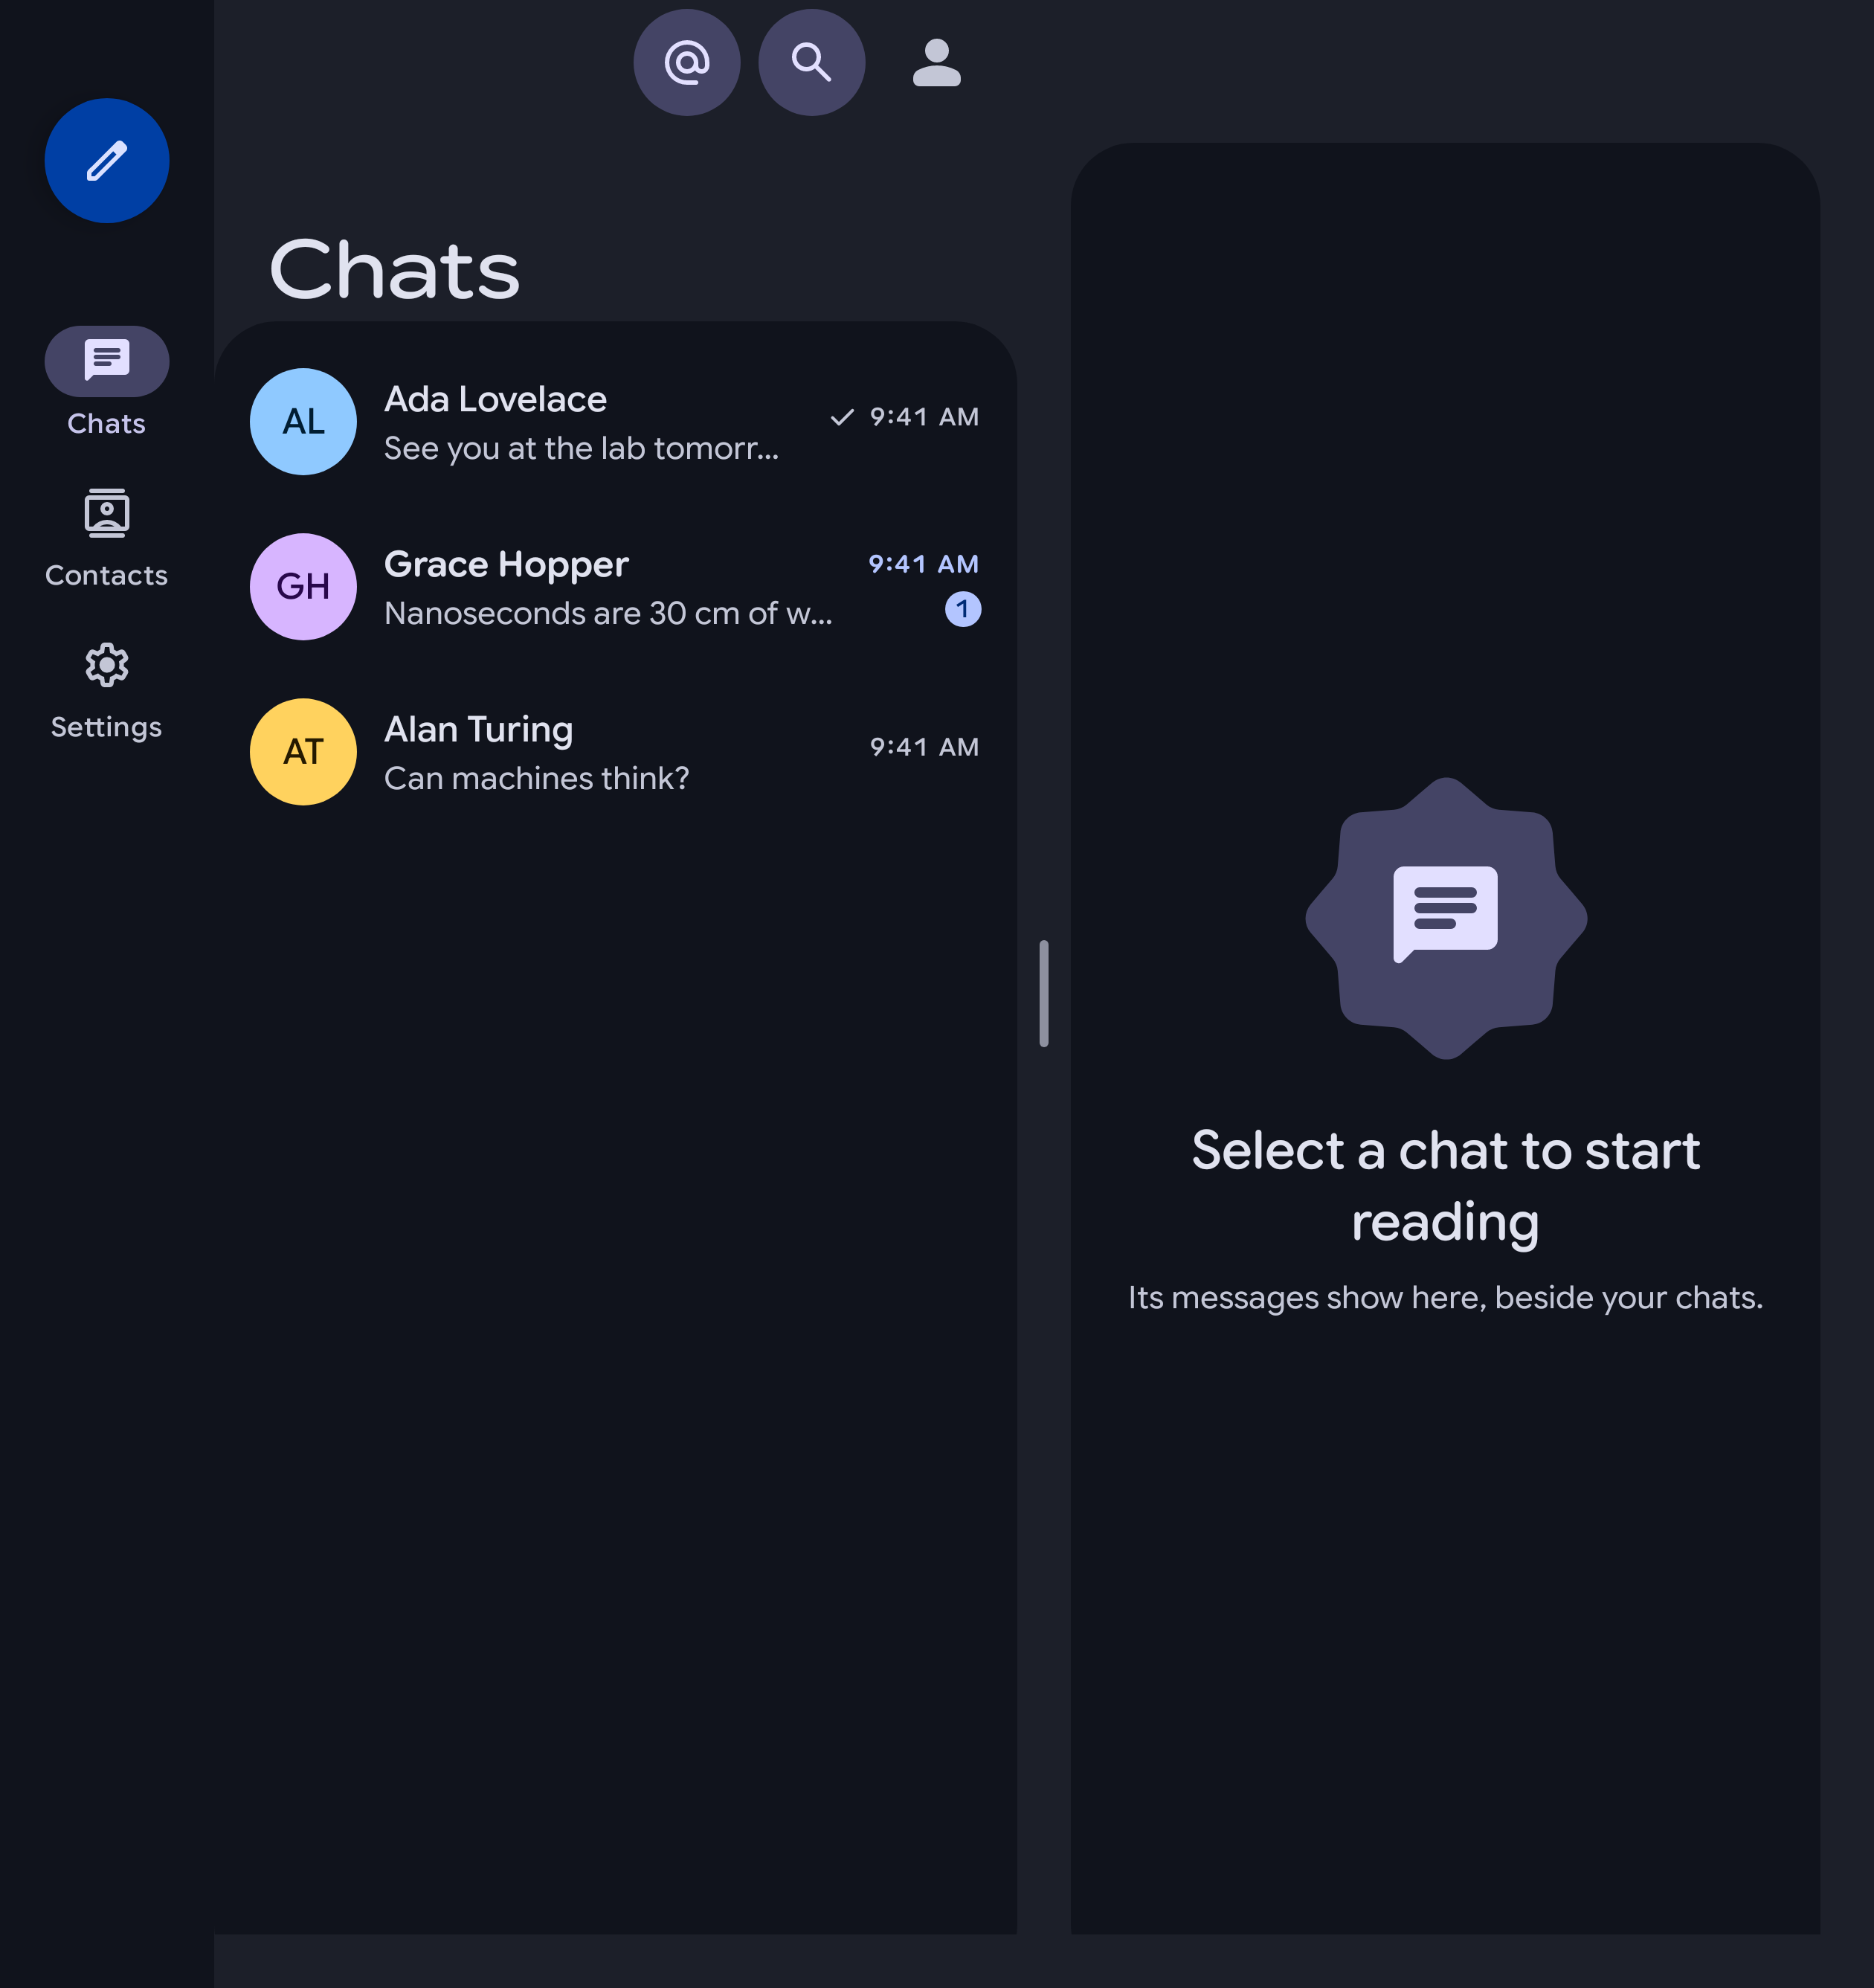 Chats
Contacts
Settings
Chats
AL
Ada Lovelace
9:41 AM
See you at the lab tomorr...
GH
Grace Hopper
9:41 AM
Nanoseconds are 30 cm of w...
1
AT
Alan Turing
9:41 AM
Can machines think?
Select a chat to start
reading
Its messages show here, beside your chats.